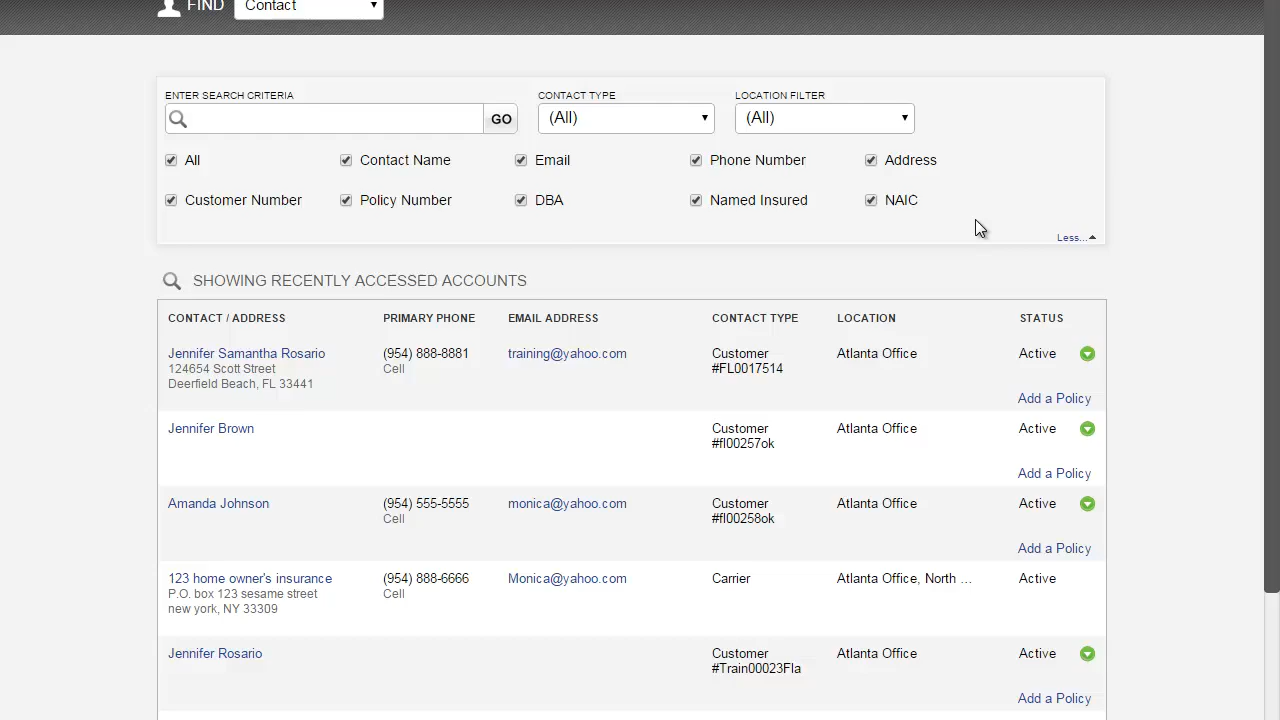 FIND Contact
ENTER SEARCH CRITERIA CONTACT TYPE LOCATION FILTER
GO (All) (All)
All Contact Name Email Phone Number Address
Customer Number Policy Number DBA Named Insured NAIC
Less...
SHOWING RECENTLY ACCESSED ACCOUNTS
CONTACT / ADDRESS PRIMARY PHONE EMAIL ADDRESS CONTACT TYPE LOCATION STATUS
Jennifer Samantha Rosario (954) 888-8881 training@yahoo.com Customer Atlanta Office Active
124654 Scott Street Cell #FL0017514
Deerfield Beach, FL 33441
Add a Policy
Jennifer Brown Customer Atlanta Office Active
#fl00257ok
Add a Policy
Amanda Johnson (954) 555-5555 monica@yahoo.com Customer Atlanta Office Active
Cell #fl00258ok
Add a Policy
123 home owner's insurance (954) 888-6666 Monica@yahoo.com Carrier Atlanta Office, North ... Active
P.O. box 123 sesame street Cell
new york, NY 33309
Jennifer Rosario Customer Atlanta Office Active
#Train00023Fla
Add a Policy